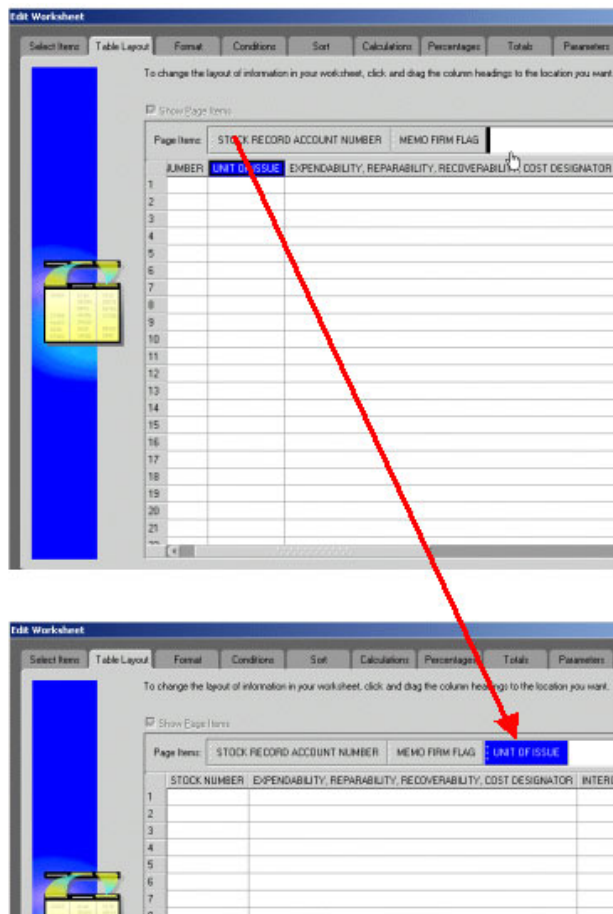 Edit Worksheet
Select Items Table Layout Format Conditions Sort Calculations Percentages Totals Parameters
To change the layout of information in your worksheet, click and drag the column headings to the location you want.
Show Page Items
Page Items: STOCK RECORD ACCOUNT NUMBER MEMO FIRM FLAG
NUMBER UNIT OF ISSUE EXPENDABILITY, REPARABILITY, RECOVERABILITY, COST DESIGNATOR
1
2
3
4
5
6
7
8
9
10
11
12
13
14
15
16
17
18
19
20
21
Edit Worksheet
Select Items Table Layout Format Conditions Sort Calculations Percentages Totals Parameters
To change the layout of information in your worksheet, click and drag the column headings to the location you want.
Show Page Items
Page Items: STOCK RECORD ACCOUNT NUMBER MEMO FIRM FLAG UNIT OF ISSUE
STOCK NUMBER EXPENDABILITY, REPARABILITY, RECOVERABILITY, COST DESIGNATOR
1
2
3
4
5
6
7